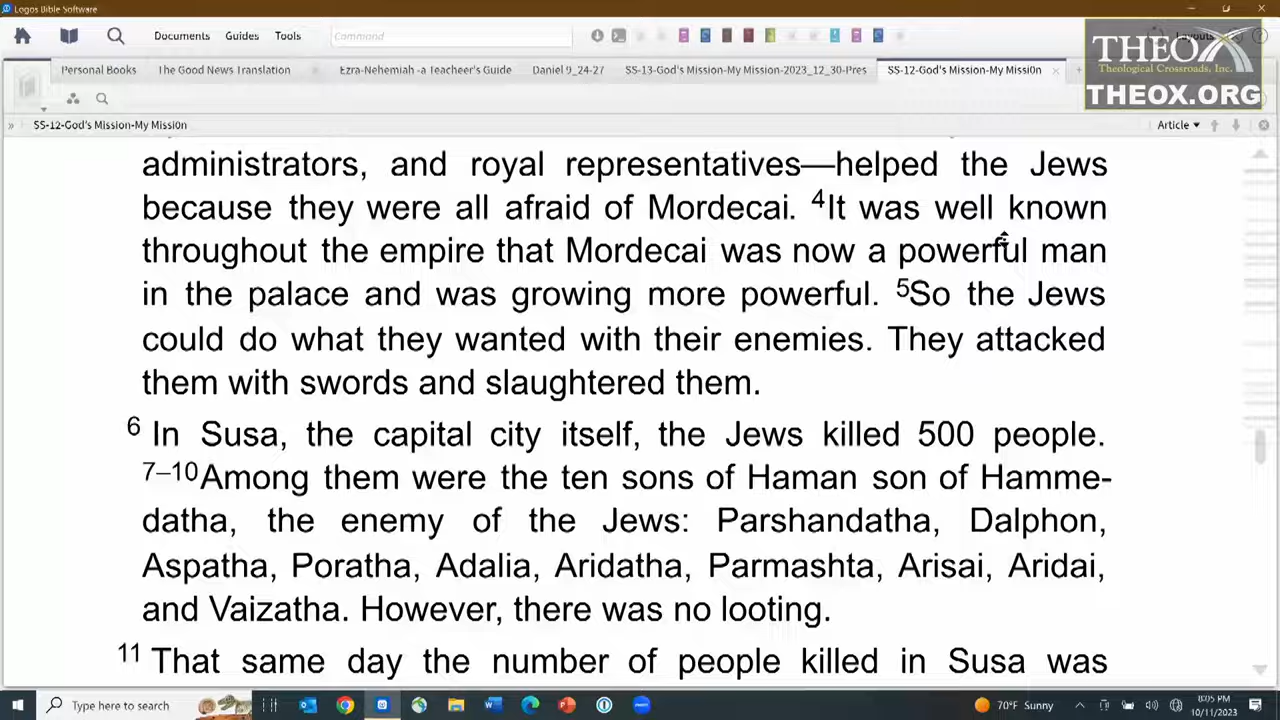 Logos Bible Software
Documents Guides Tools Command Layouts
THEOX
Theological Crossroads, Inc.
THEOX.ORG
Personal Books The Good News Translation Daniel 9_24-27 SS-13-God's Mission-My Mission-2023_12_30-Pres SS-12-God's Mission-My Missi0n
SS-12-God's Mission-My Missi0n Article
administrators, and royal representatives—helped the Jews
because they were all afraid of Mordecai. 4It was well known
throughout the empire that Mordecai was now a powerful man
in the palace and was growing more powerful. 5So the Jews
could do what they wanted with their enemies. They attacked
them with swords and slaughtered them.
6 In Susa, the capital city itself, the Jews killed 500 people.
7–10Among them were the ten sons of Haman son of Hamme-
datha, the enemy of the Jews: Parshandatha, Dalphon,
Aspatha, Poratha, Adalia, Aridatha, Parmashta, Arisai, Aridai,
and Vaizatha. However, there was no looting.
11 That same day the number of people killed in Susa was
Type here to search 70°F Sunny 8:05 PM
10/11/2023